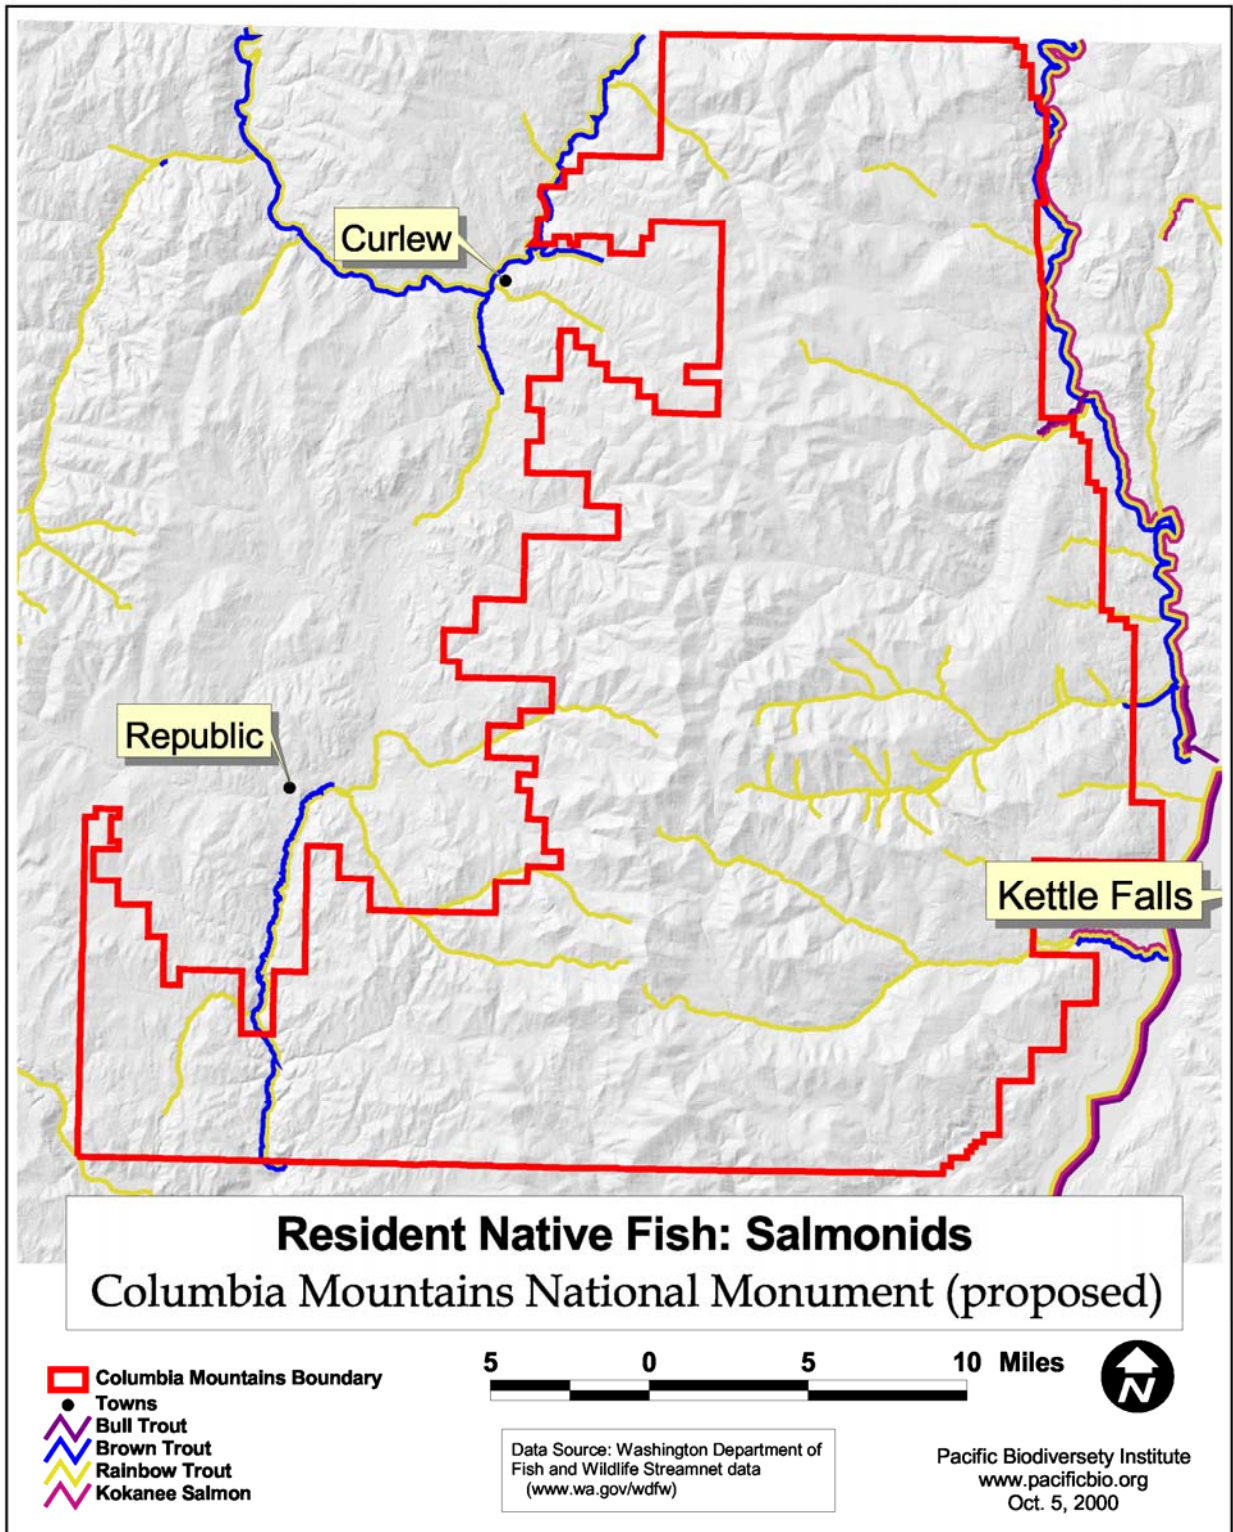 Curlew
Republic
Kettle Falls
Resident Native Fish: Salmonids
Columbia Mountains National Monument (proposed)
5 0 5 10 Miles
N
Columbia Mountains Boundary
Towns
Bull Trout
Brown Trout
Rainbow Trout
Kokanee Salmon
Data Source: Washington Department of
Fish and Wildlife Streamnet data
(www.wa.gov/wdfw)
Pacific Biodiversety Institute
www.pacificbio.org
Oct. 5, 2000